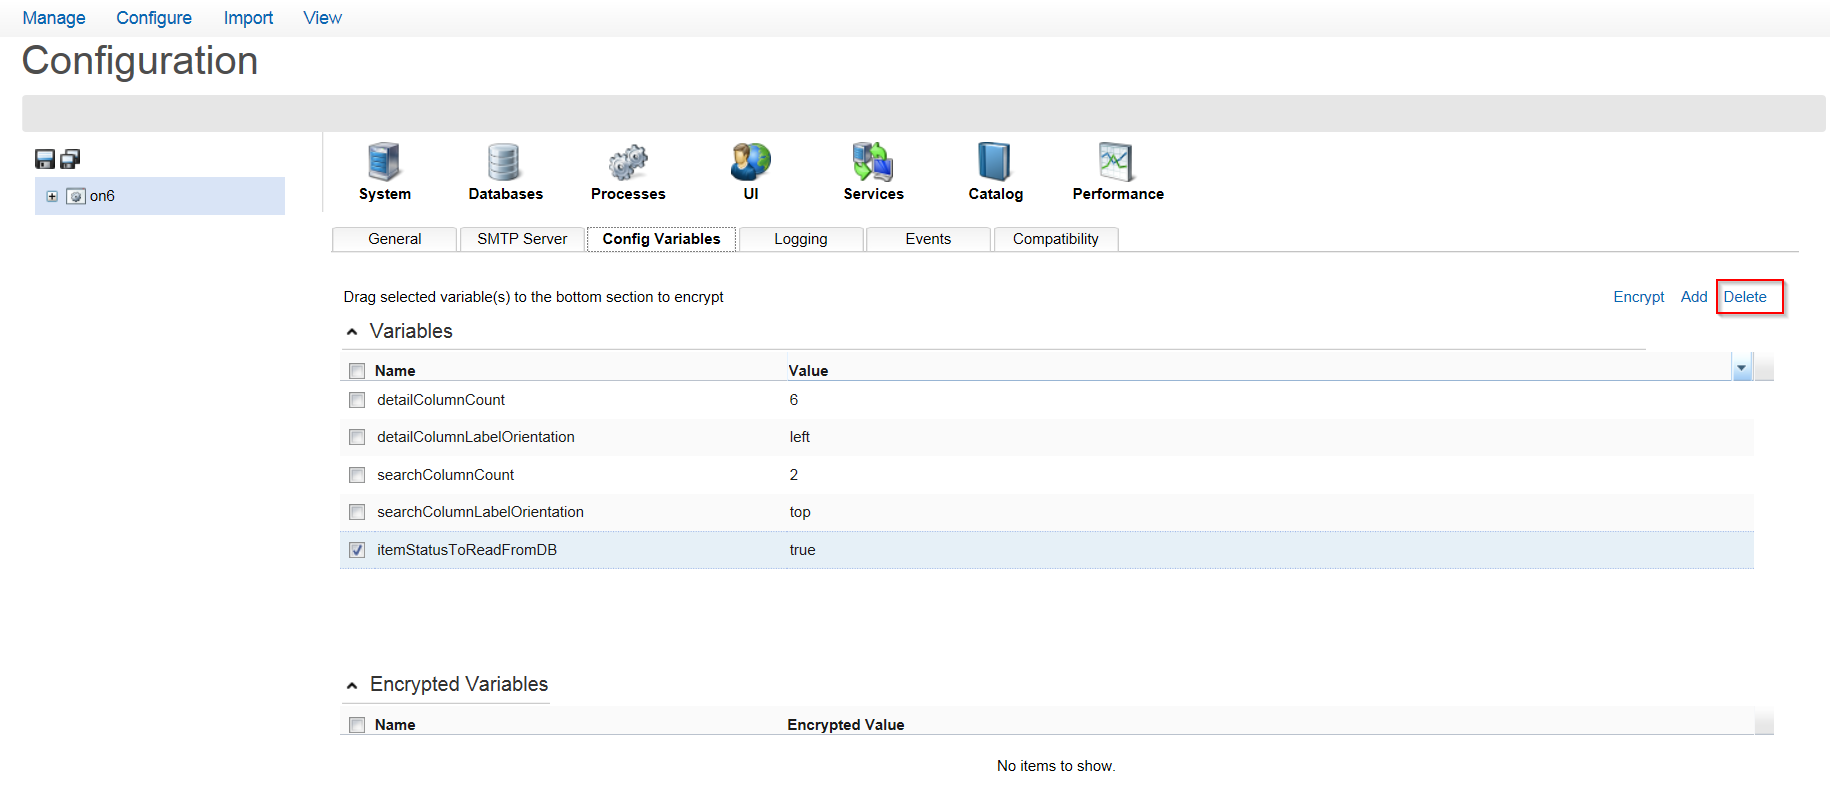 Manage Configure Import View
Configuration
on6
System Databases Processes UI Services Catalog Performance
General SMTP Server Config Variables Logging Events Compatibility
Drag selected variable(s) to the bottom section to encrypt Encrypt Add Delete
Variables
Name Value
detailColumnCount 6
detailColumnLabelOrientation left
searchColumnCount 2
searchColumnLabelOrientation top
itemStatusToReadFromDB true
Encrypted Variables
Name Encrypted Value
No items to show.